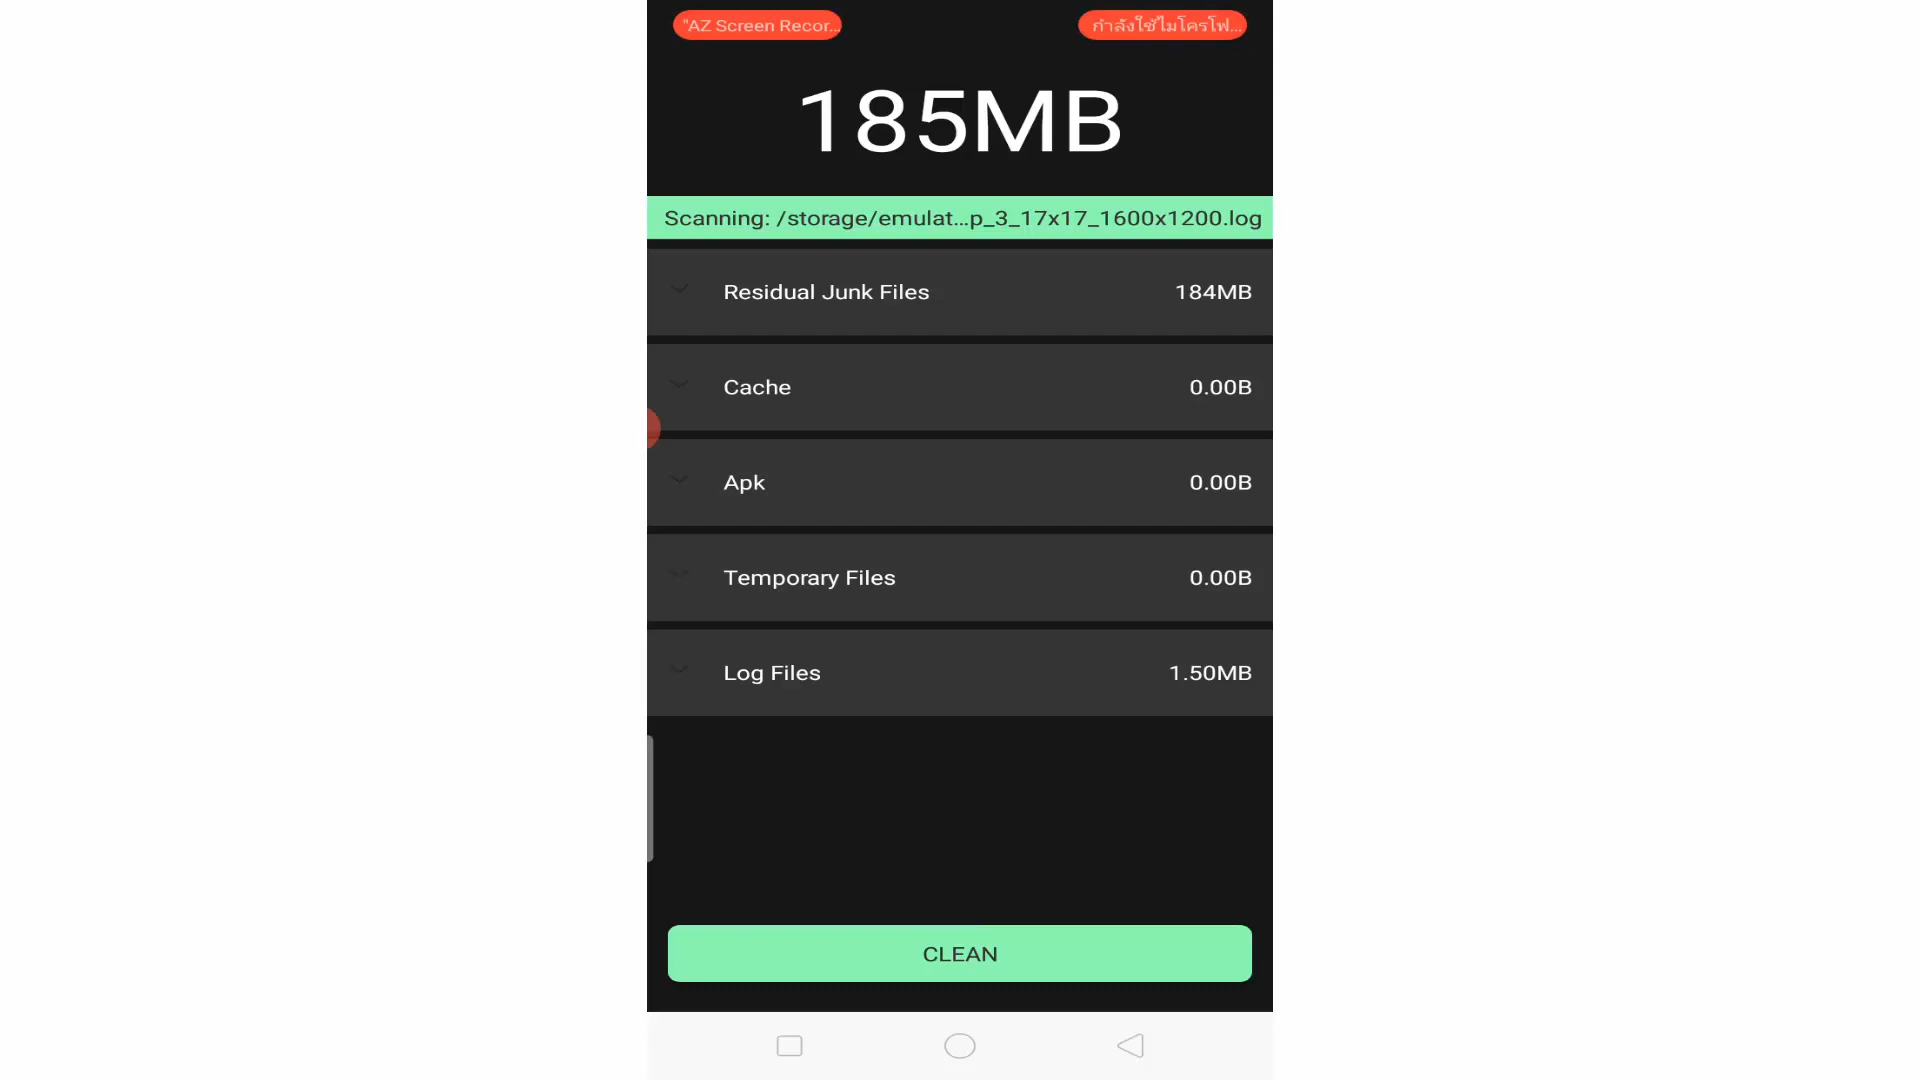 "AZ Screen Recor...
กำลังใช้ไมโครโฟ...
185MB
Scanning: /storage/emulat...p_3_17x17_1600x1200.log
Residual Junk Files 184MB
Cache 0.00B
Apk 0.00B
Temporary Files 0.00B
Log Files 1.50MB
CLEAN